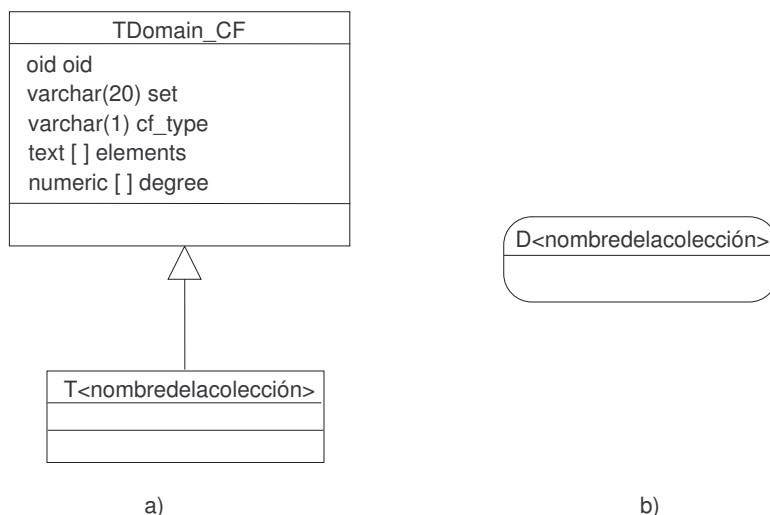 TDomain_CF
oid oid
varchar(20) set
varchar(1) cf_type
text [ ] elements
numeric [ ] degree
T<nombredelacolección>
a)
D<nombredelacolección>
b)